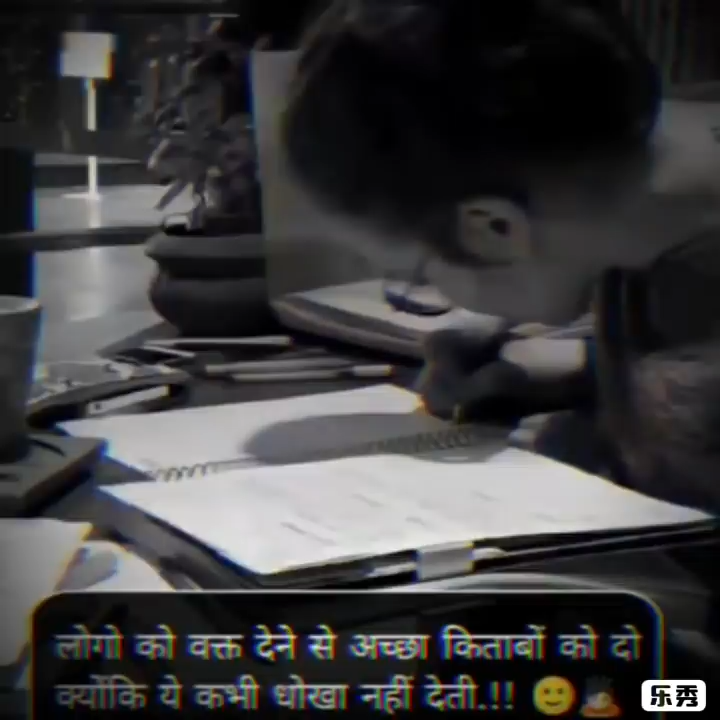 लोगो को वक्त देने से अच्छा किताबों को दो
क्योंकि ये कभी धोखा नहीं देती.!! 🙂🙇
乐秀